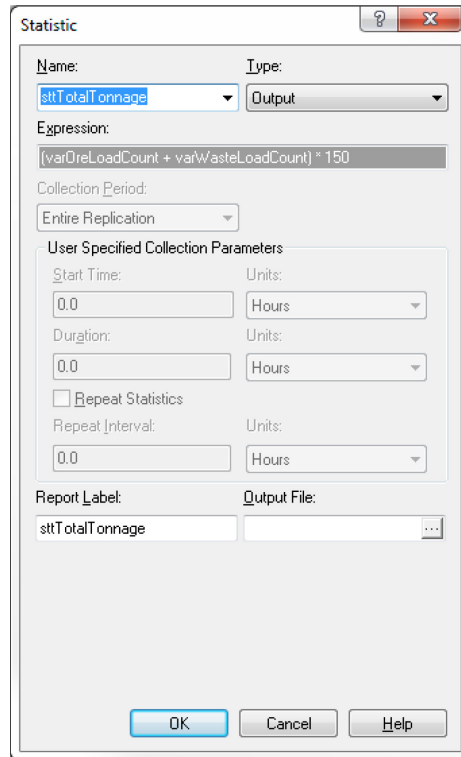 Statistic
Name: Type:
sttTotalTonnage Output
Expression:
(varOreLoadCount + varWasteLoadCount) * 150
Collection Period:
Entire Replication
User Specified Collection Parameters
Start Time: Units:
0.0 Hours
Duration: Units:
0.0 Hours
Repeat Statistics
Repeat Interval: Units:
0.0 Hours
Report Label: Output File:
sttTotalTonnage ...
OK Cancel Help